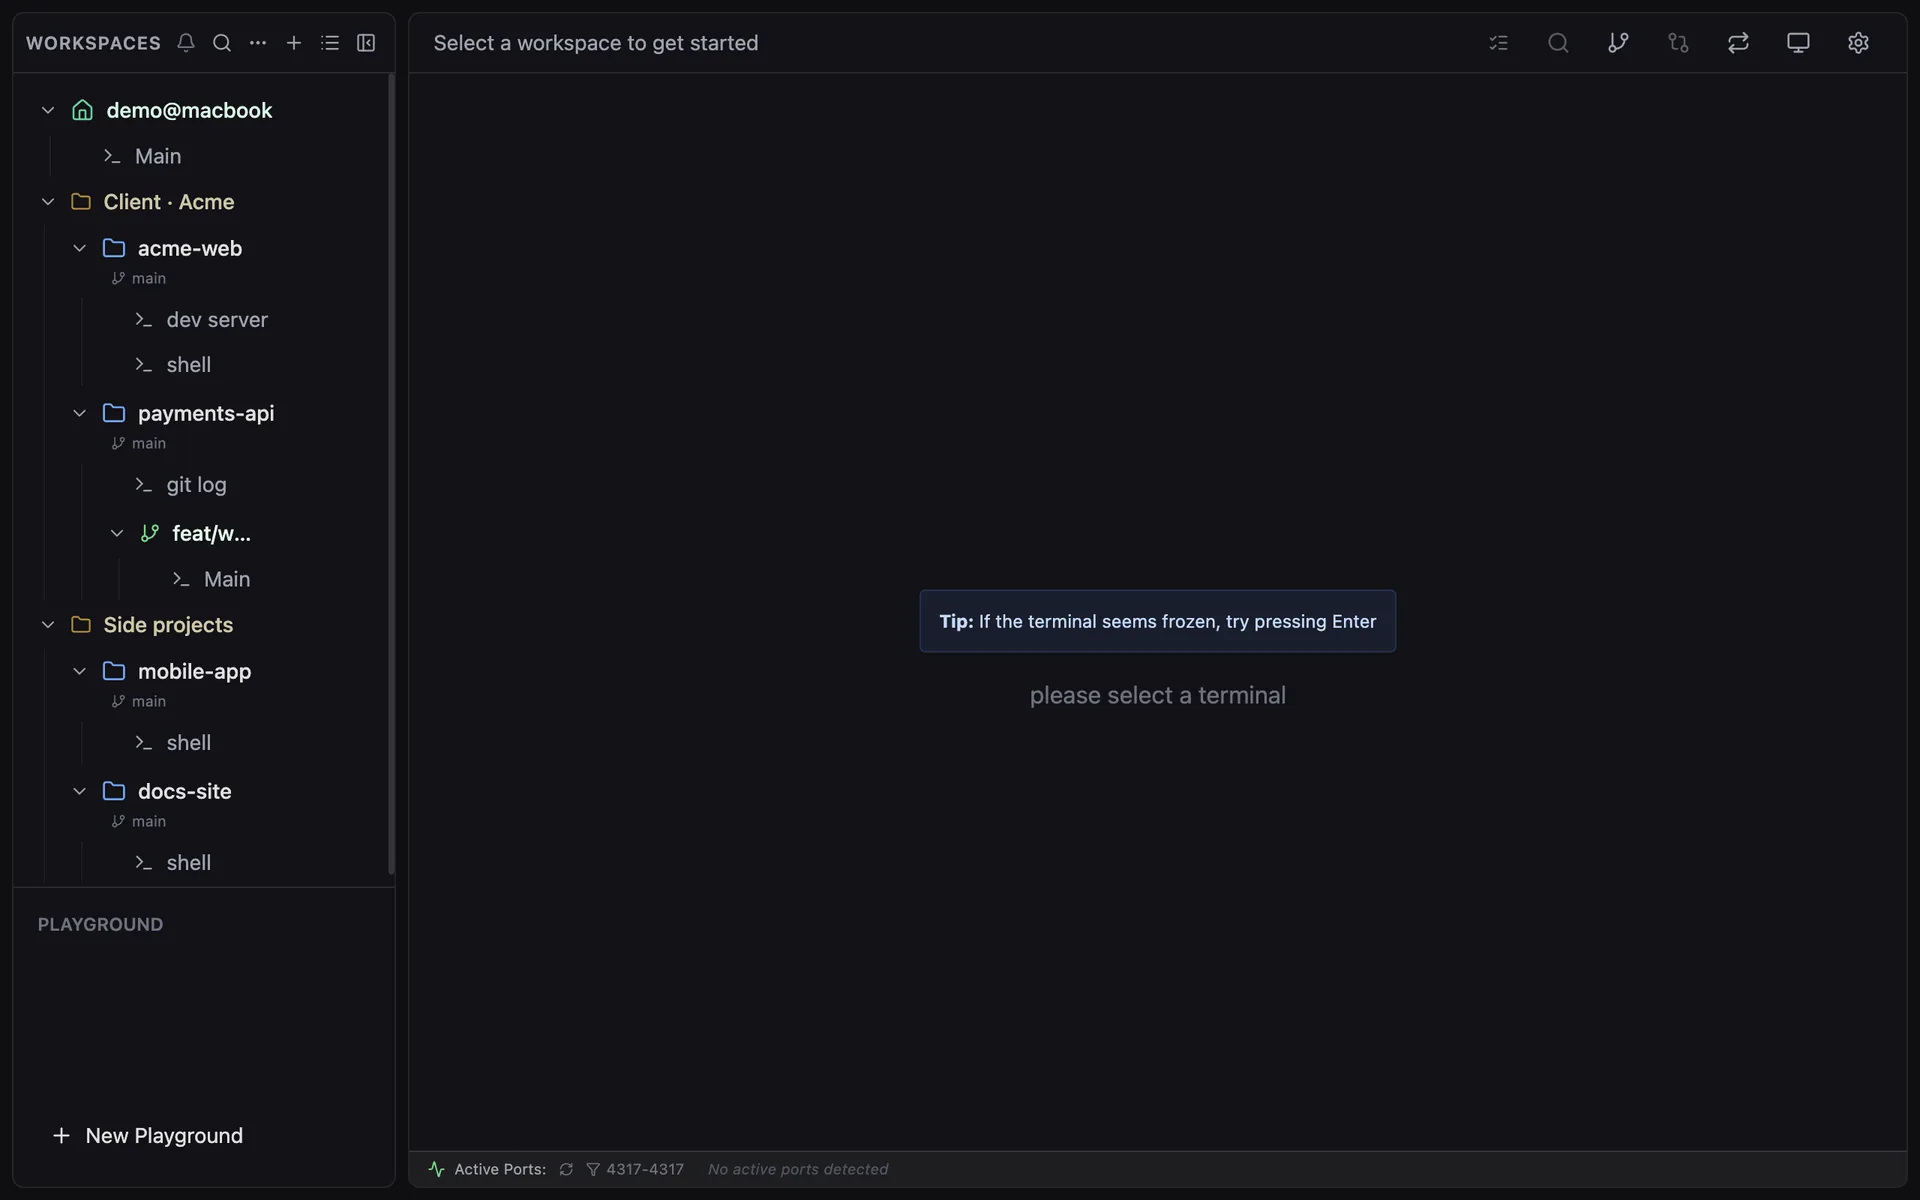 WORKSPACES
Select a workspace to get started
demo@macbook
Main
Client · Acme
acme-web
main
dev server
shell
payments-api
main
git log
feat/w...
Main
Side projects
mobile-app
main
shell
docs-site
main
shell
Tip: If the terminal seems frozen, try pressing Enter
please select a terminal
PLAYGROUND
New Playground
Active Ports: 4317-4317 No active ports detected